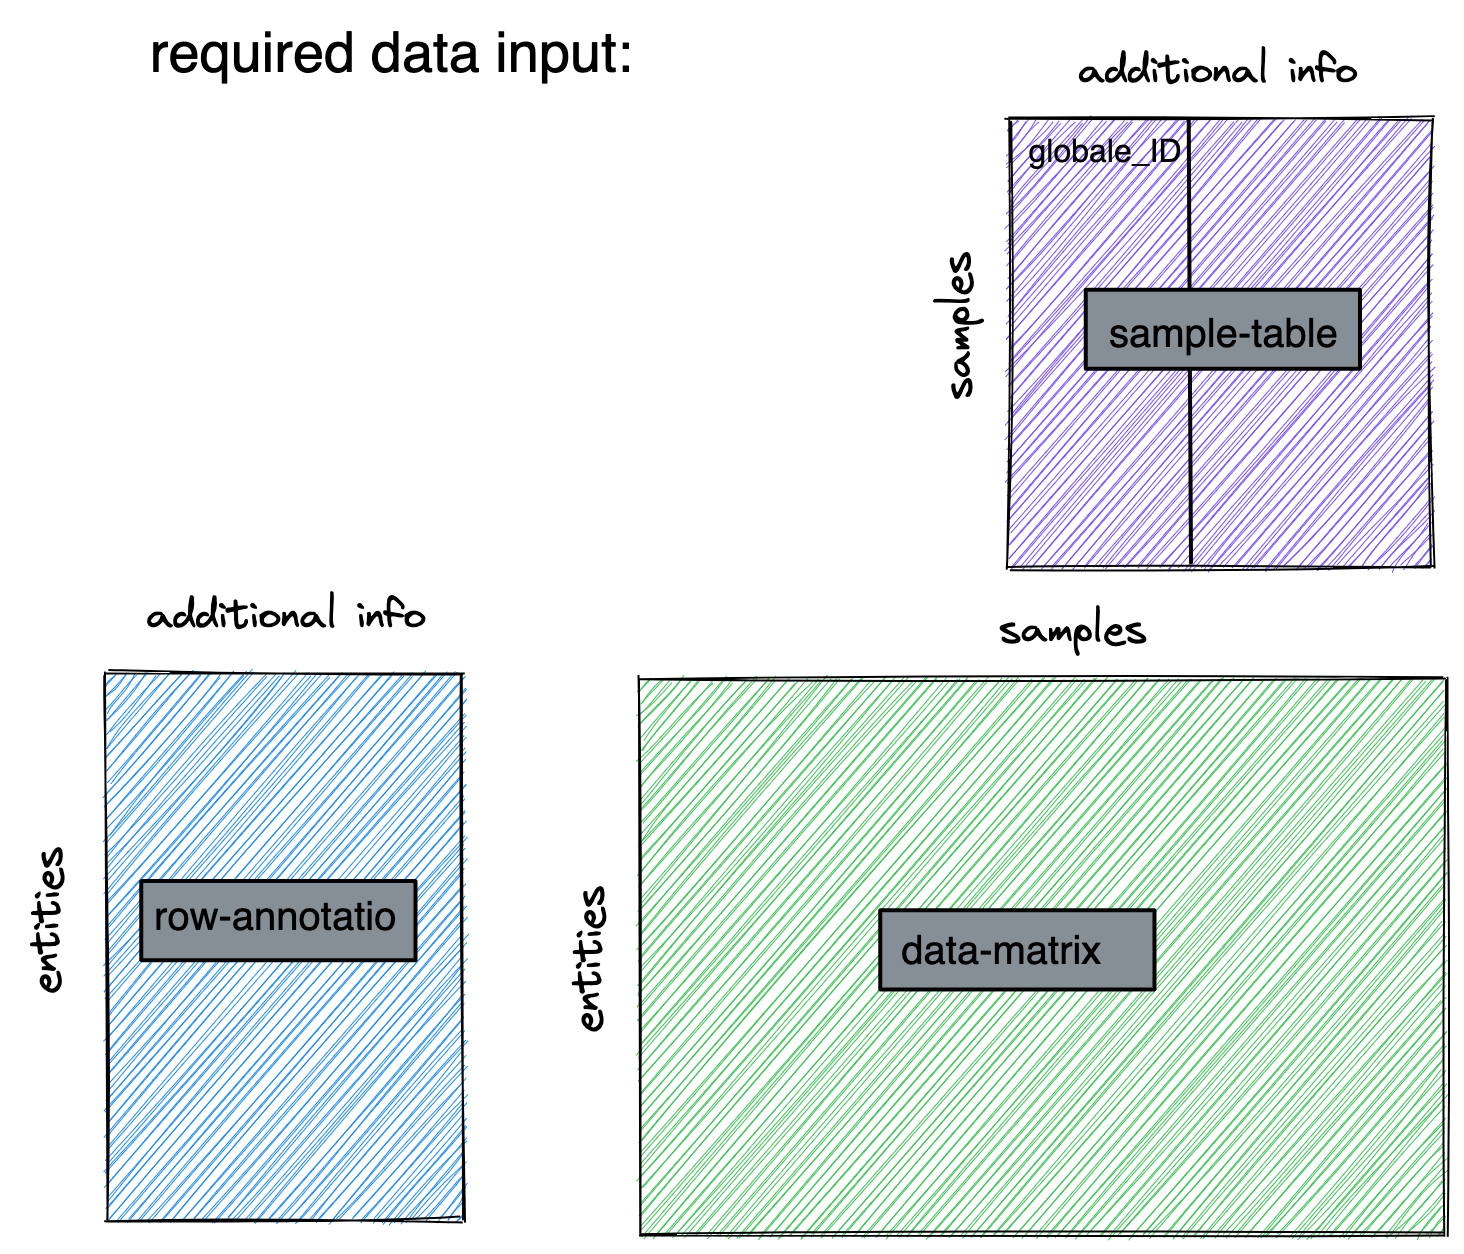 required data input:
additional info
globale_ID
samples
sample-table
additional info
samples
entities
row-annotatio
entities
data-matrix